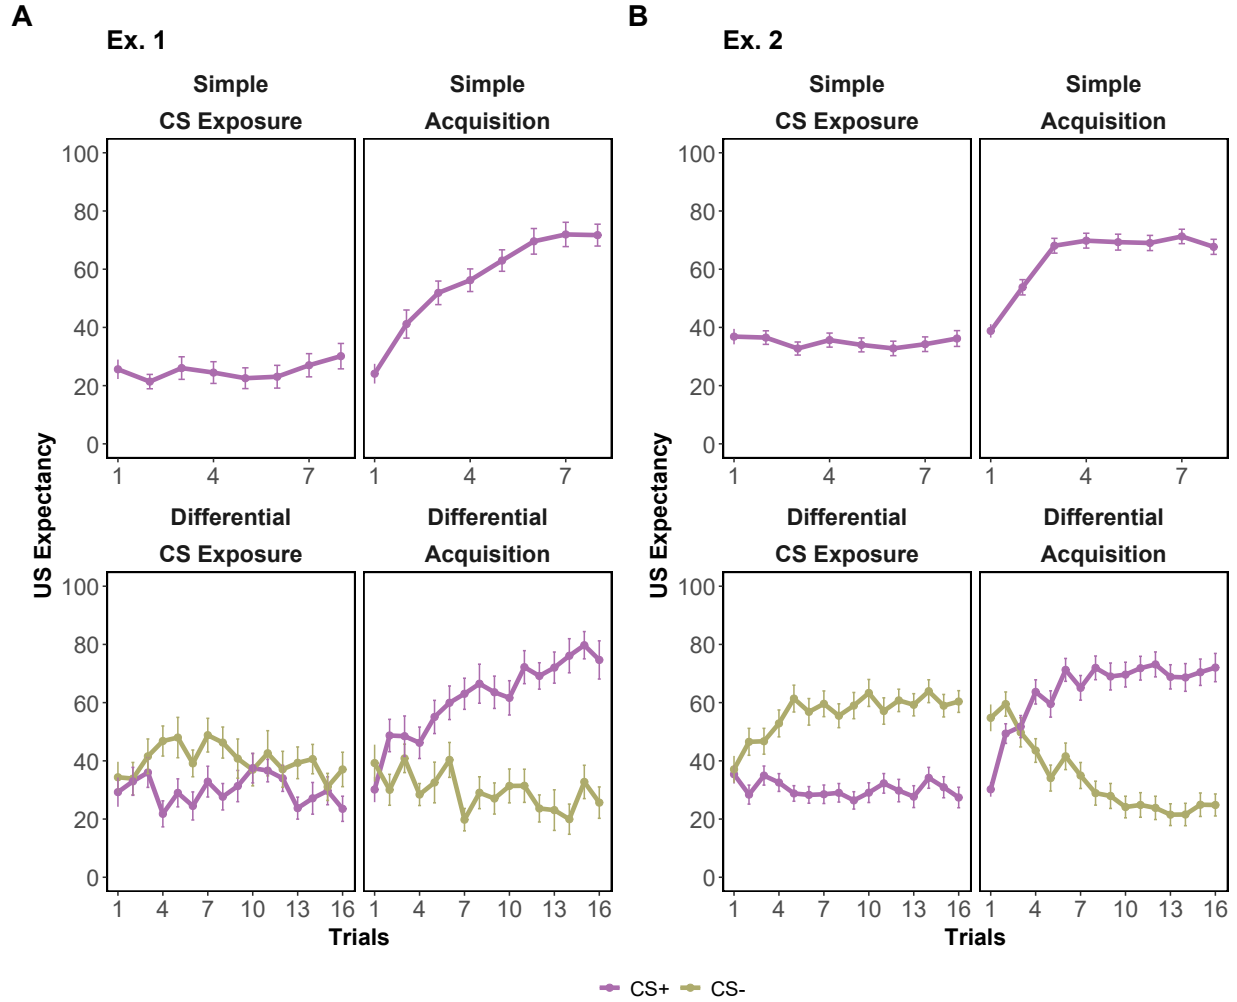 A
Ex. 1
Simple
CS Exposure
Simple
Acquisition
100
80
60
40
20
0
1
4
7
1
4
7
Differential
CS Exposure
Differential
Acquisition
100
80
60
40
20
0
1
4
7
10
13
16
1
4
7
10
13
16
US Expectancy
Trials
B
Ex. 2
Simple
CS Exposure
Simple
Acquisition
100
80
60
40
20
0
1
4
7
1
4
7
Differential
CS Exposure
Differential
Acquisition
100
80
60
40
20
0
1
4
7
10
13
16
1
4
7
10
13
16
US Expectancy
Trials
CS+ CS-